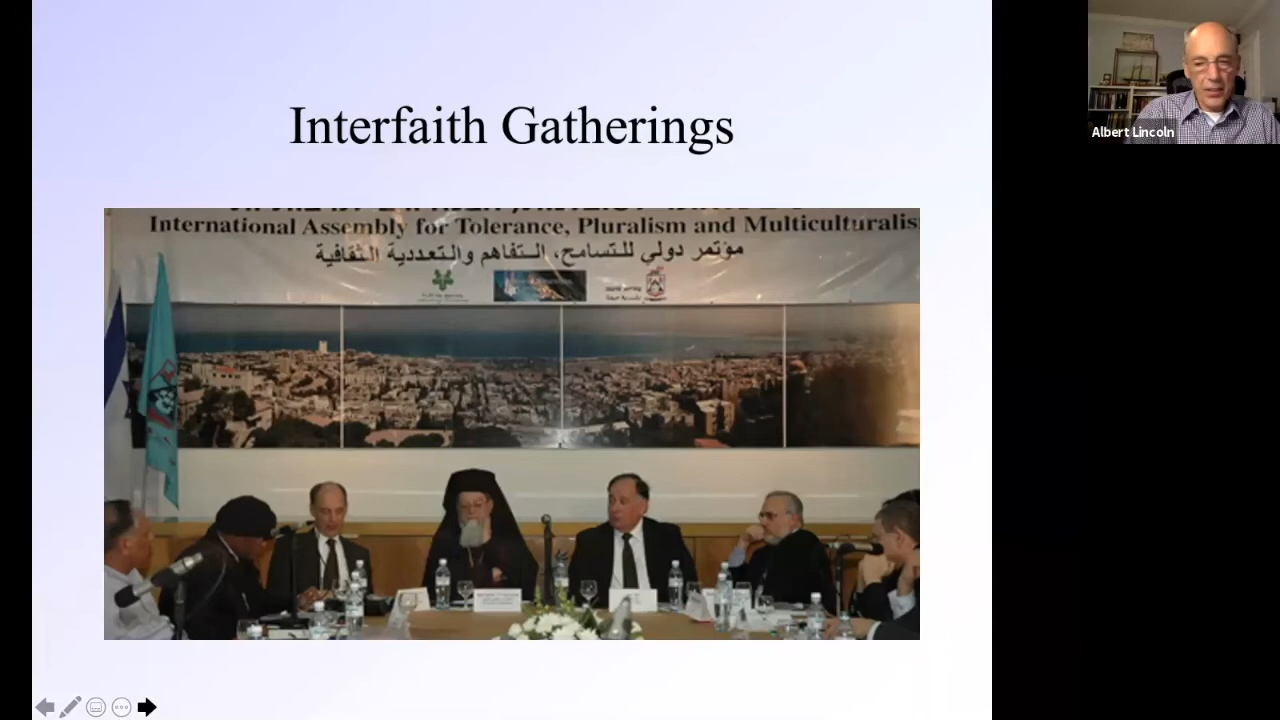 Interfaith Gatherings
International Assembly for Tolerance, Pluralism and Multiculturalis
مؤتمر دولي للتسامح، التفاهم والتعددية الثقافية
Albert Lincoln